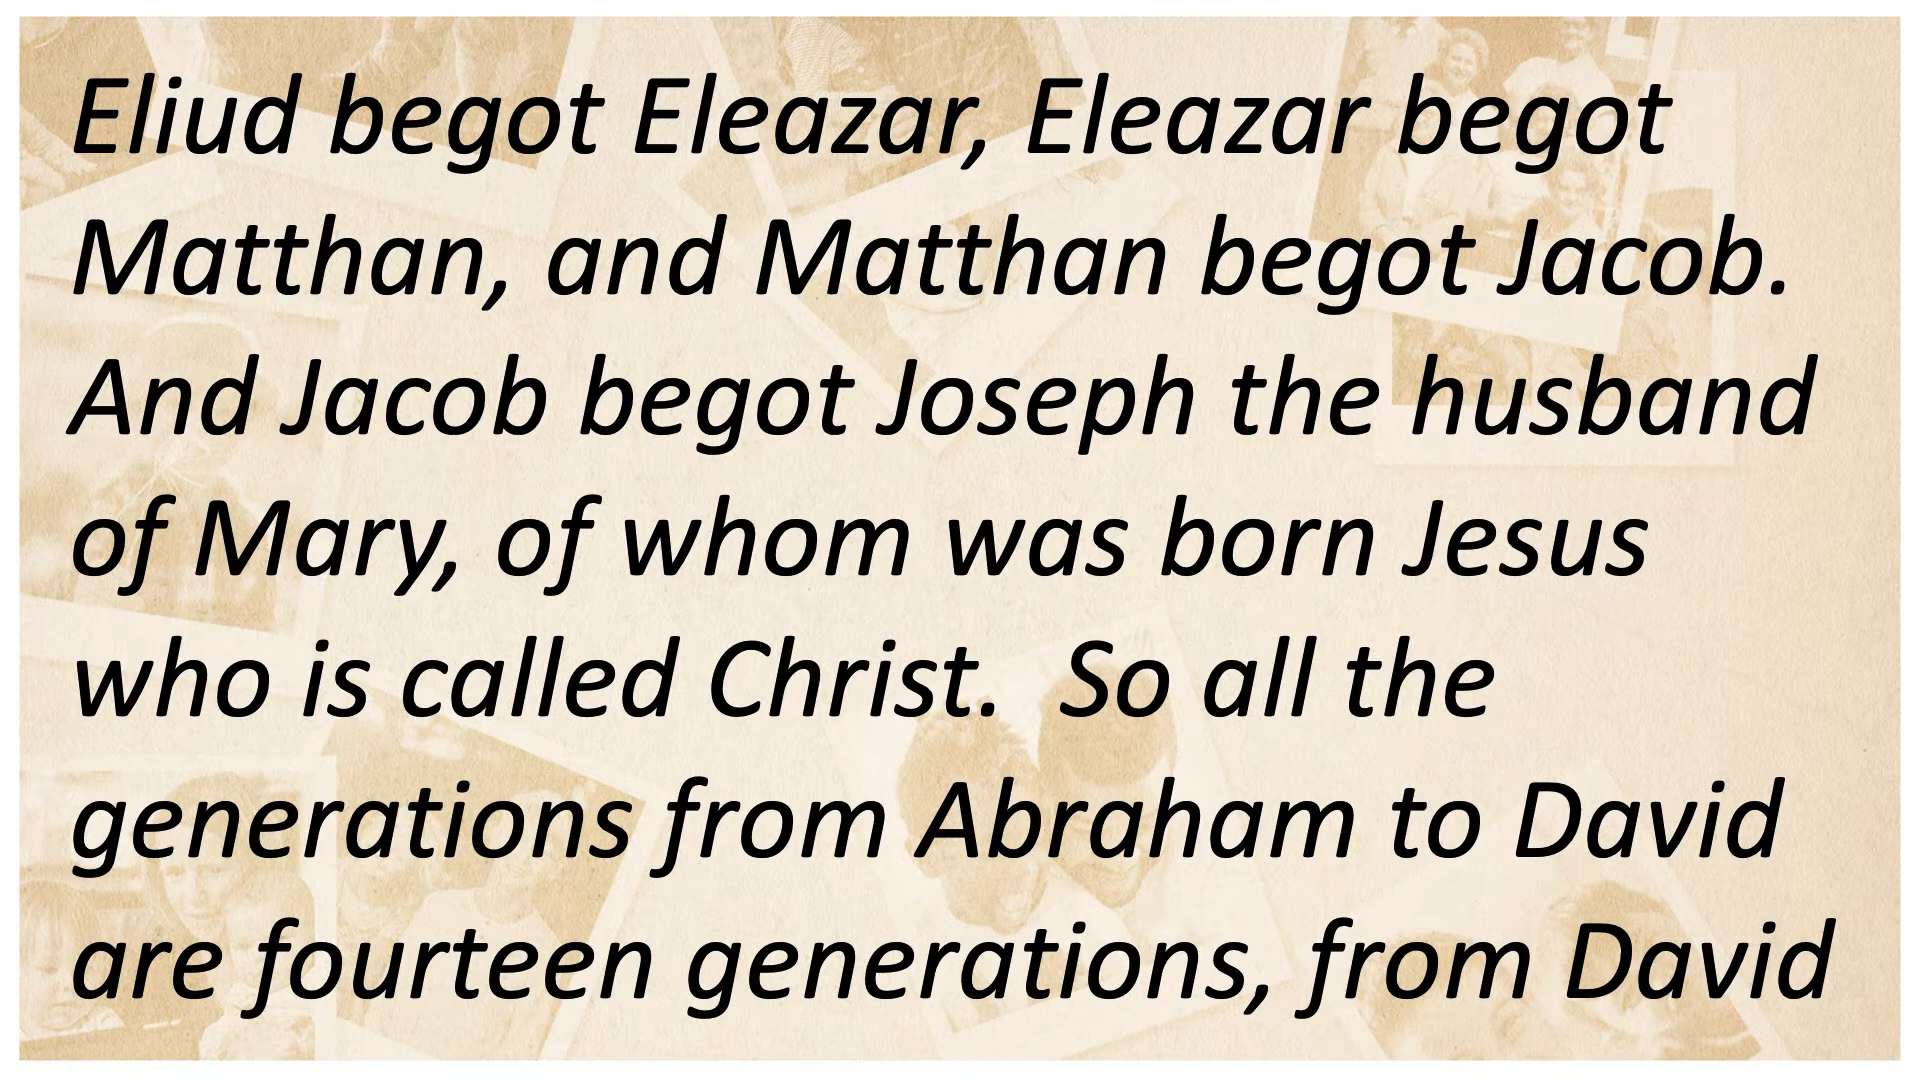 Eliud begot Eleazar, Eleazar begot
Matthan, and Matthan begot Jacob.
And Jacob begot Joseph the husband
of Mary, of whom was born Jesus
who is called Christ.  So all the
generations from Abraham to David
are fourteen generations, from David